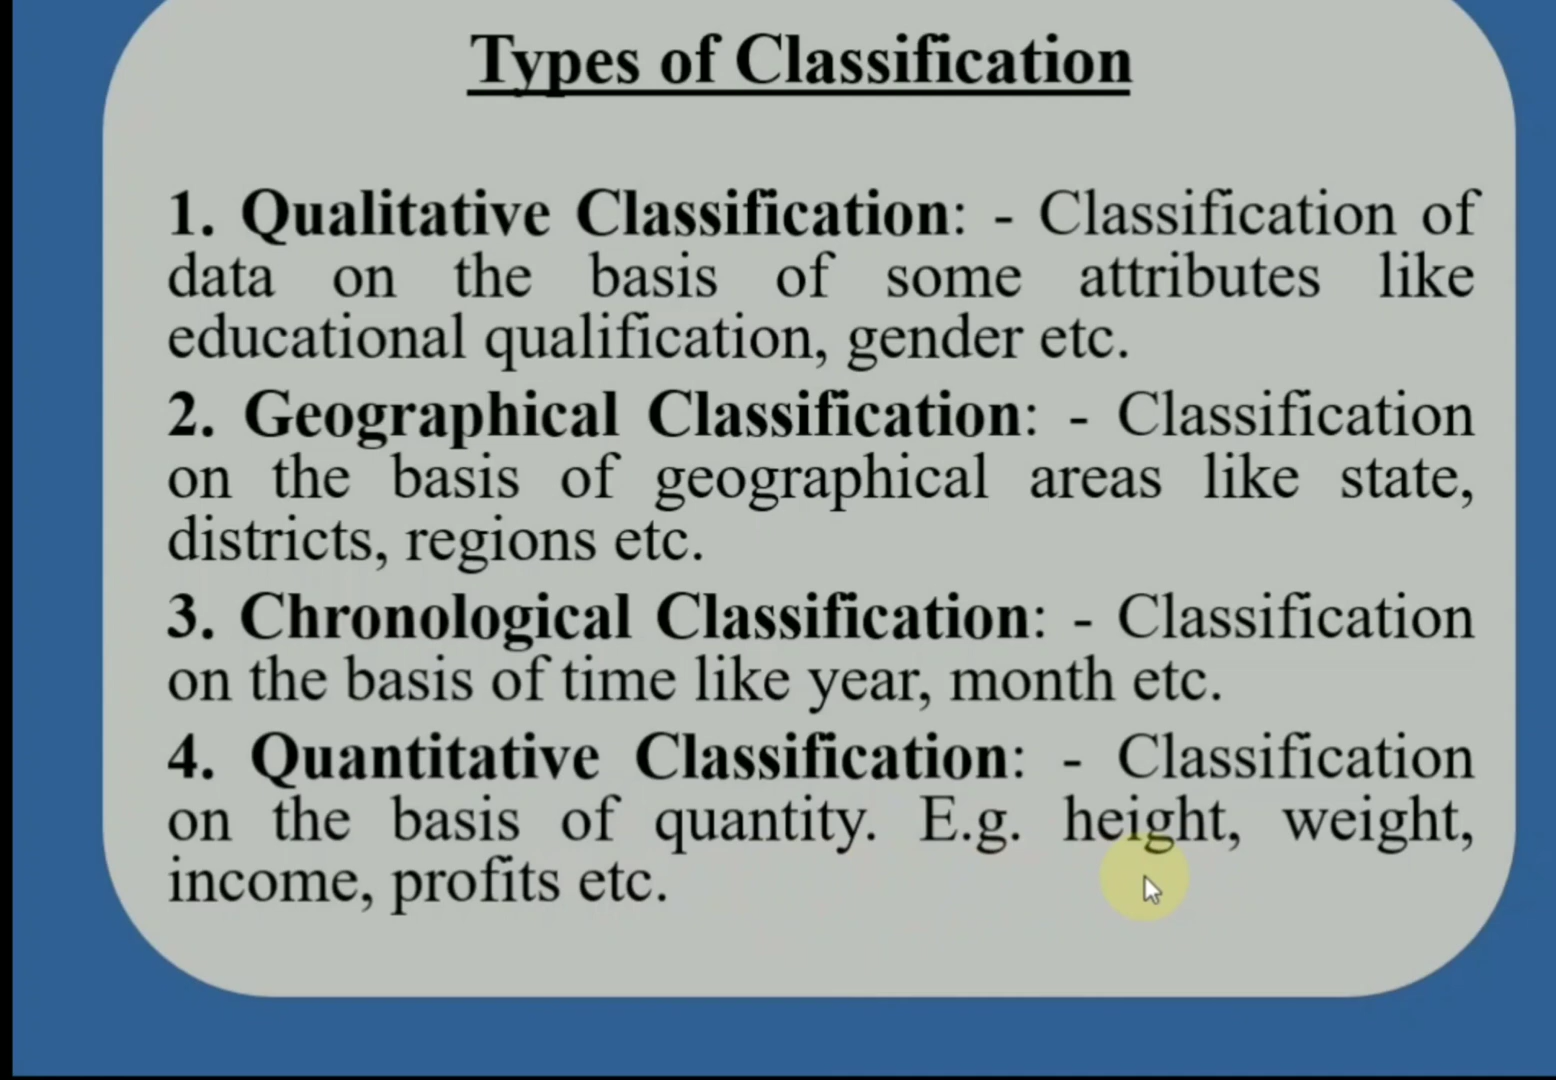 Types of Classification
1. Qualitative Classification: - Classification of
data on the basis of some attributes like
educational qualification, gender etc.
2. Geographical Classification: - Classification
on the basis of geographical areas like state,
districts, regions etc.
3. Chronological Classification: - Classification
on the basis of time like year, month etc.
4. Quantitative Classification: - Classification
on the basis of quantity. E.g. height, weight,
income, profits etc.